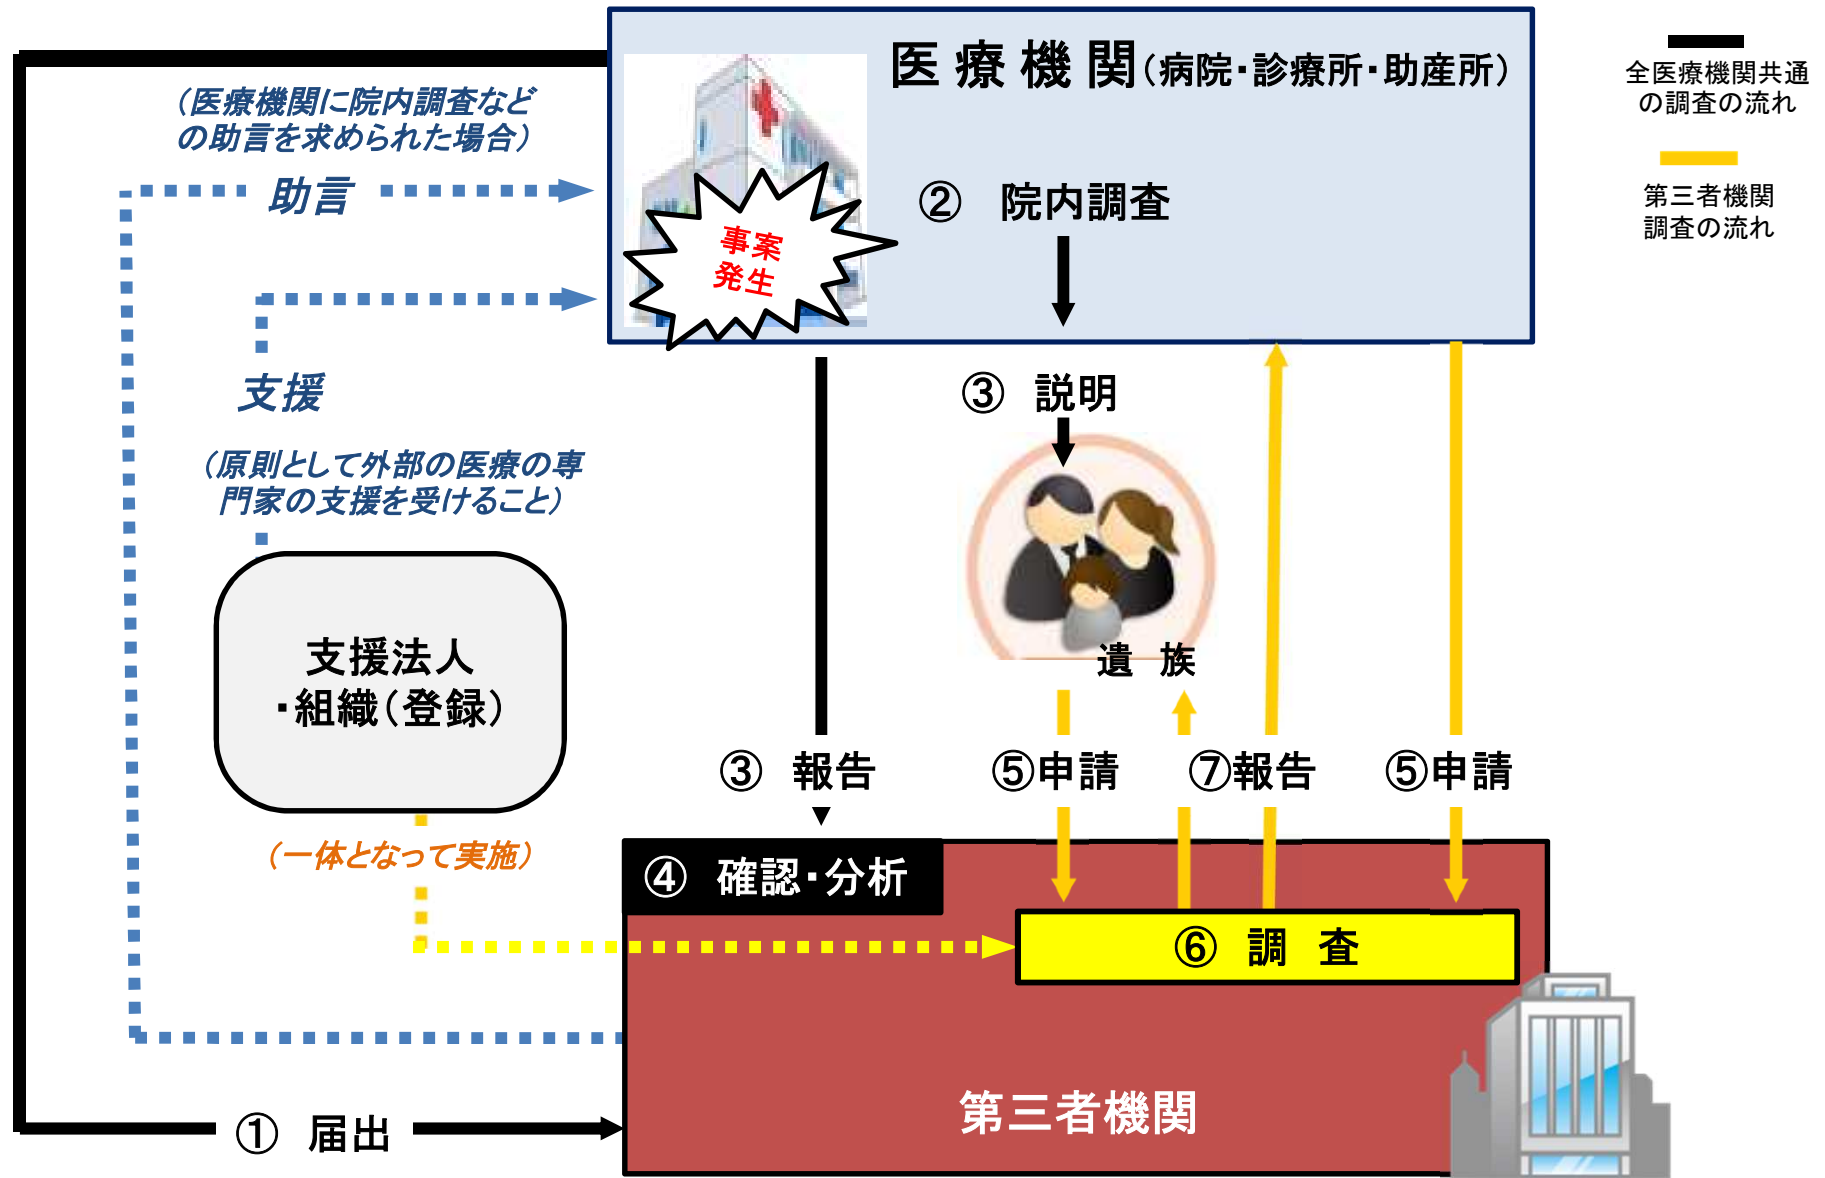 医 療 機 関（病院・診療所・助産所）
全医療機関共通
の調査の流れ
第三者機関
調査の流れ
（医療機関に院内調査など
の助言を求められた場合）
助言
② 院内調査
事案
発生
支援
③ 説明
（原則として外部の医療の専
門家の支援を受けること）
支援法人
・組織（登録）
遺 族
③ 報告
⑤申請
⑦報告
⑤申請
（一体となって実施）
④ 確認・分析
⑥ 調 査
第三者機関
① 届出